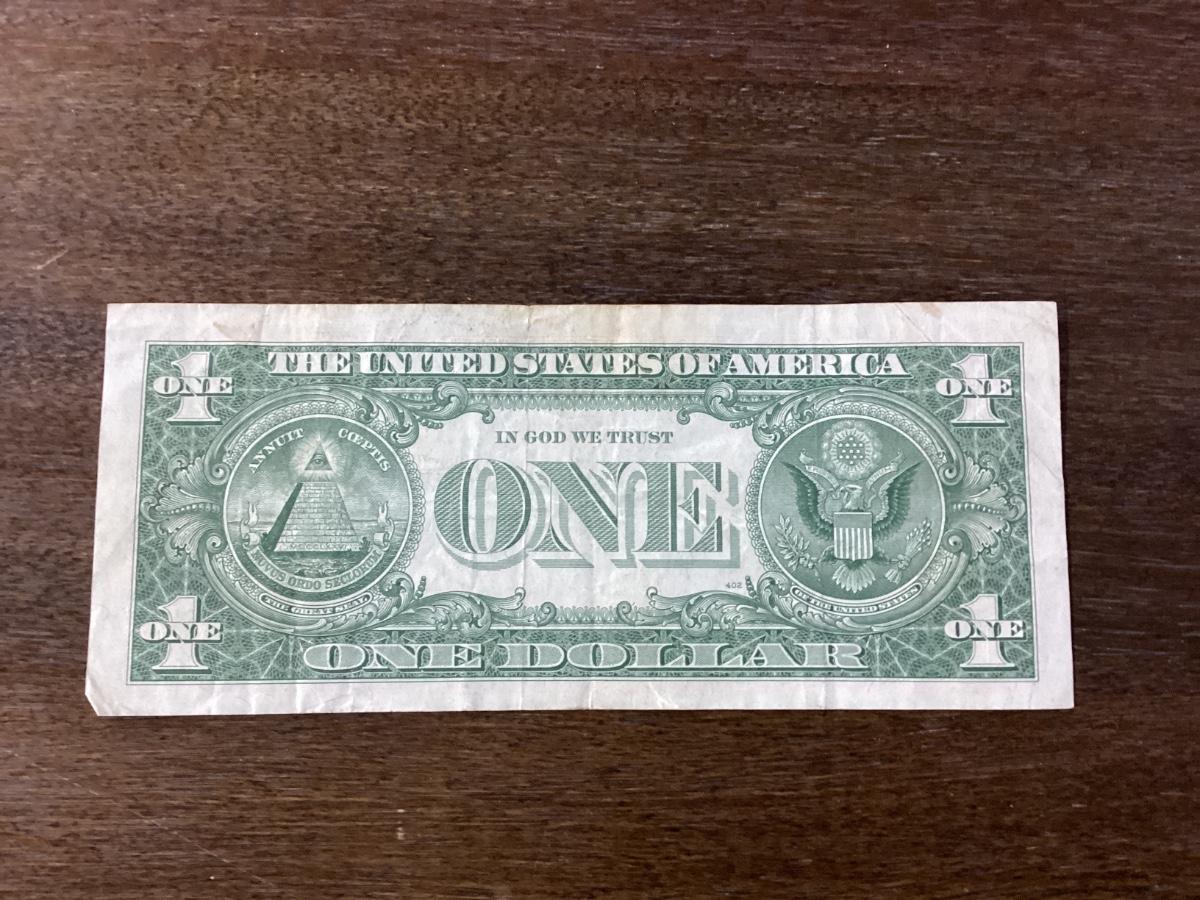 THE UNITED STATES OF AMERICA
1
ONE
1
ONE
ANNUIT CŒPTIS
IN GOD WE TRUST
ONE
NOVUS ORDO SECLORUM
THE GREAT SEAL
402
OF THE UNITED STATES
1
ONE
1
ONE
ONE DOLLAR